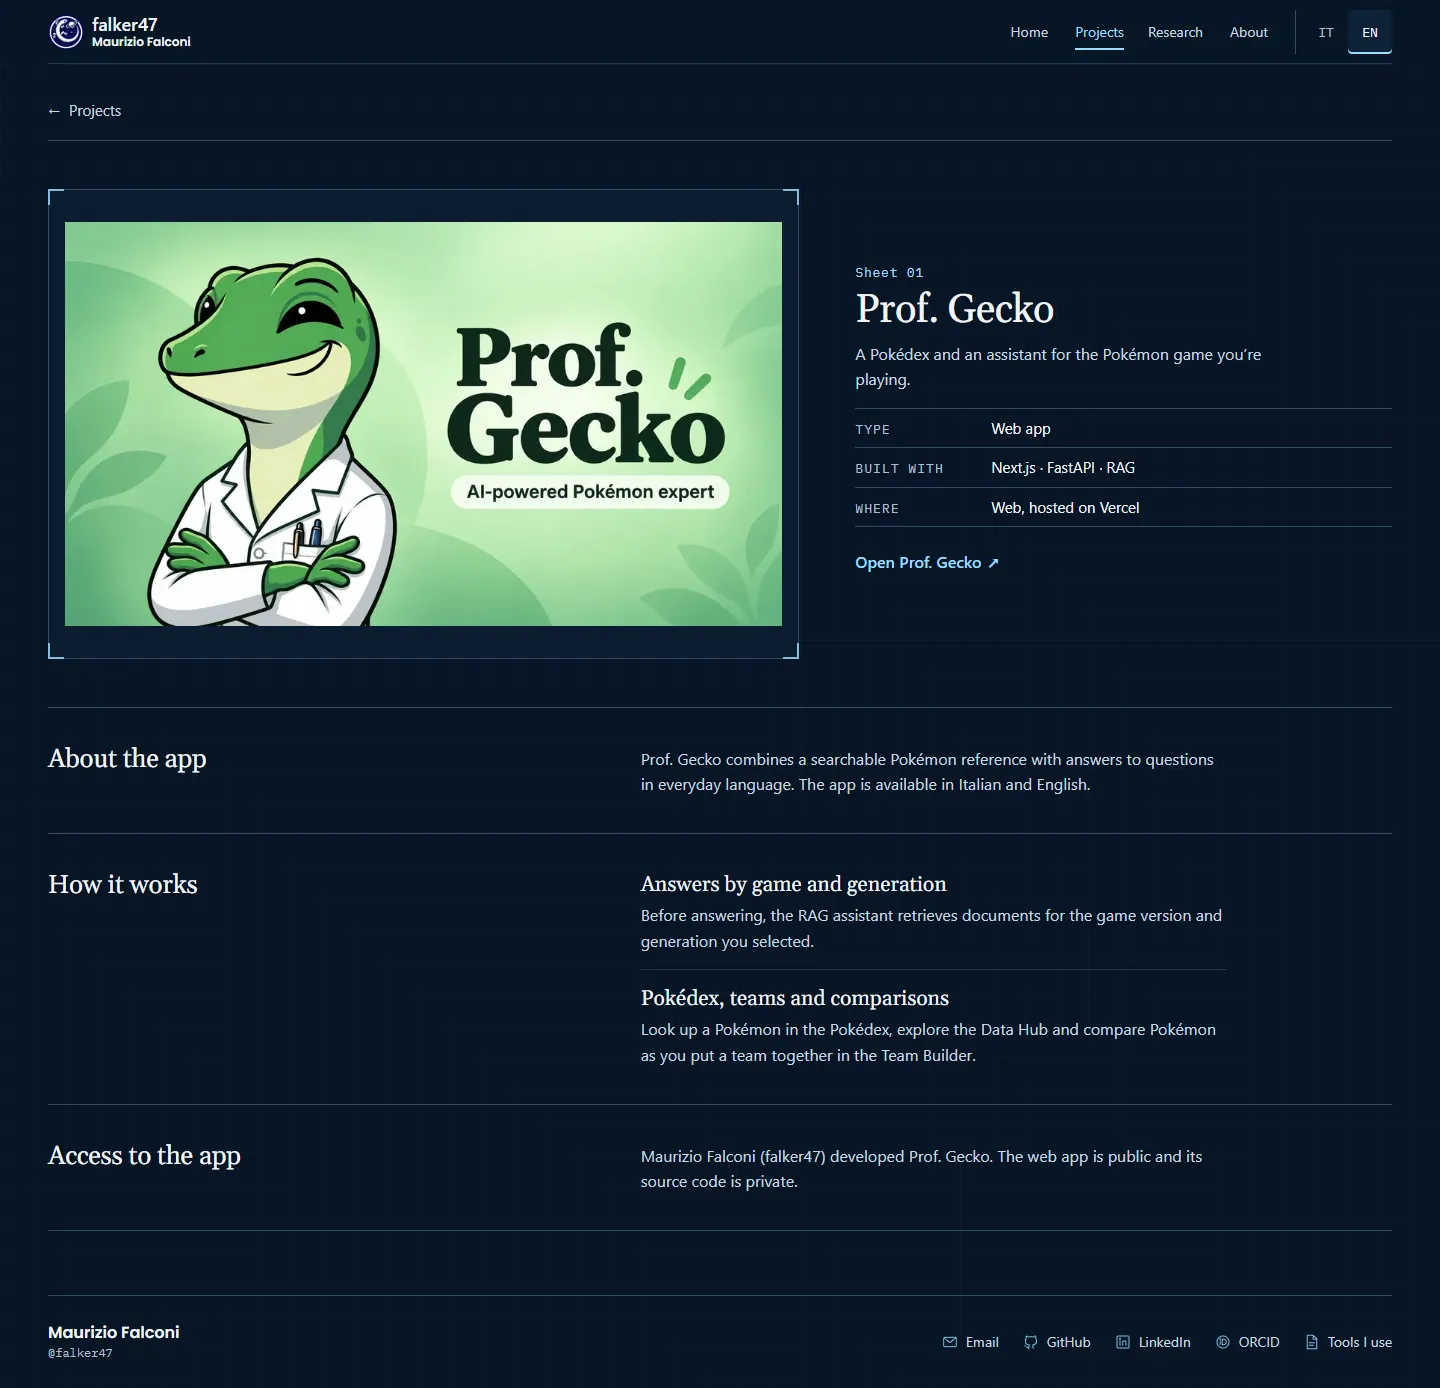 falker47
Maurizio Falconi
Home
Projects
Research
About
IT
EN
← Projects
Prof.
Gecko
AI-powered Pokémon expert
Sheet 01
Prof. Gecko
A Pokédex and an assistant for the Pokémon game you’re
playing.
TYPE Web app
BUILT WITH Next.js · FastAPI · RAG
WHERE Web, hosted on Vercel
Open Prof. Gecko ↗
About the app
Prof. Gecko combines a searchable Pokémon reference with answers to questions
in everyday language. The app is available in Italian and English.
How it works
Answers by game and generation
Before answering, the RAG assistant retrieves documents for the game version and
generation you selected.
Pokédex, teams and comparisons
Look up a Pokémon in the Pokédex, explore the Data Hub and compare Pokémon
as you put a team together in the Team Builder.
Access to the app
Maurizio Falconi (falker47) developed Prof. Gecko. The web app is public and its
source code is private.
Maurizio Falconi
@falker47
Email
GitHub
LinkedIn
ORCID
Tools I use